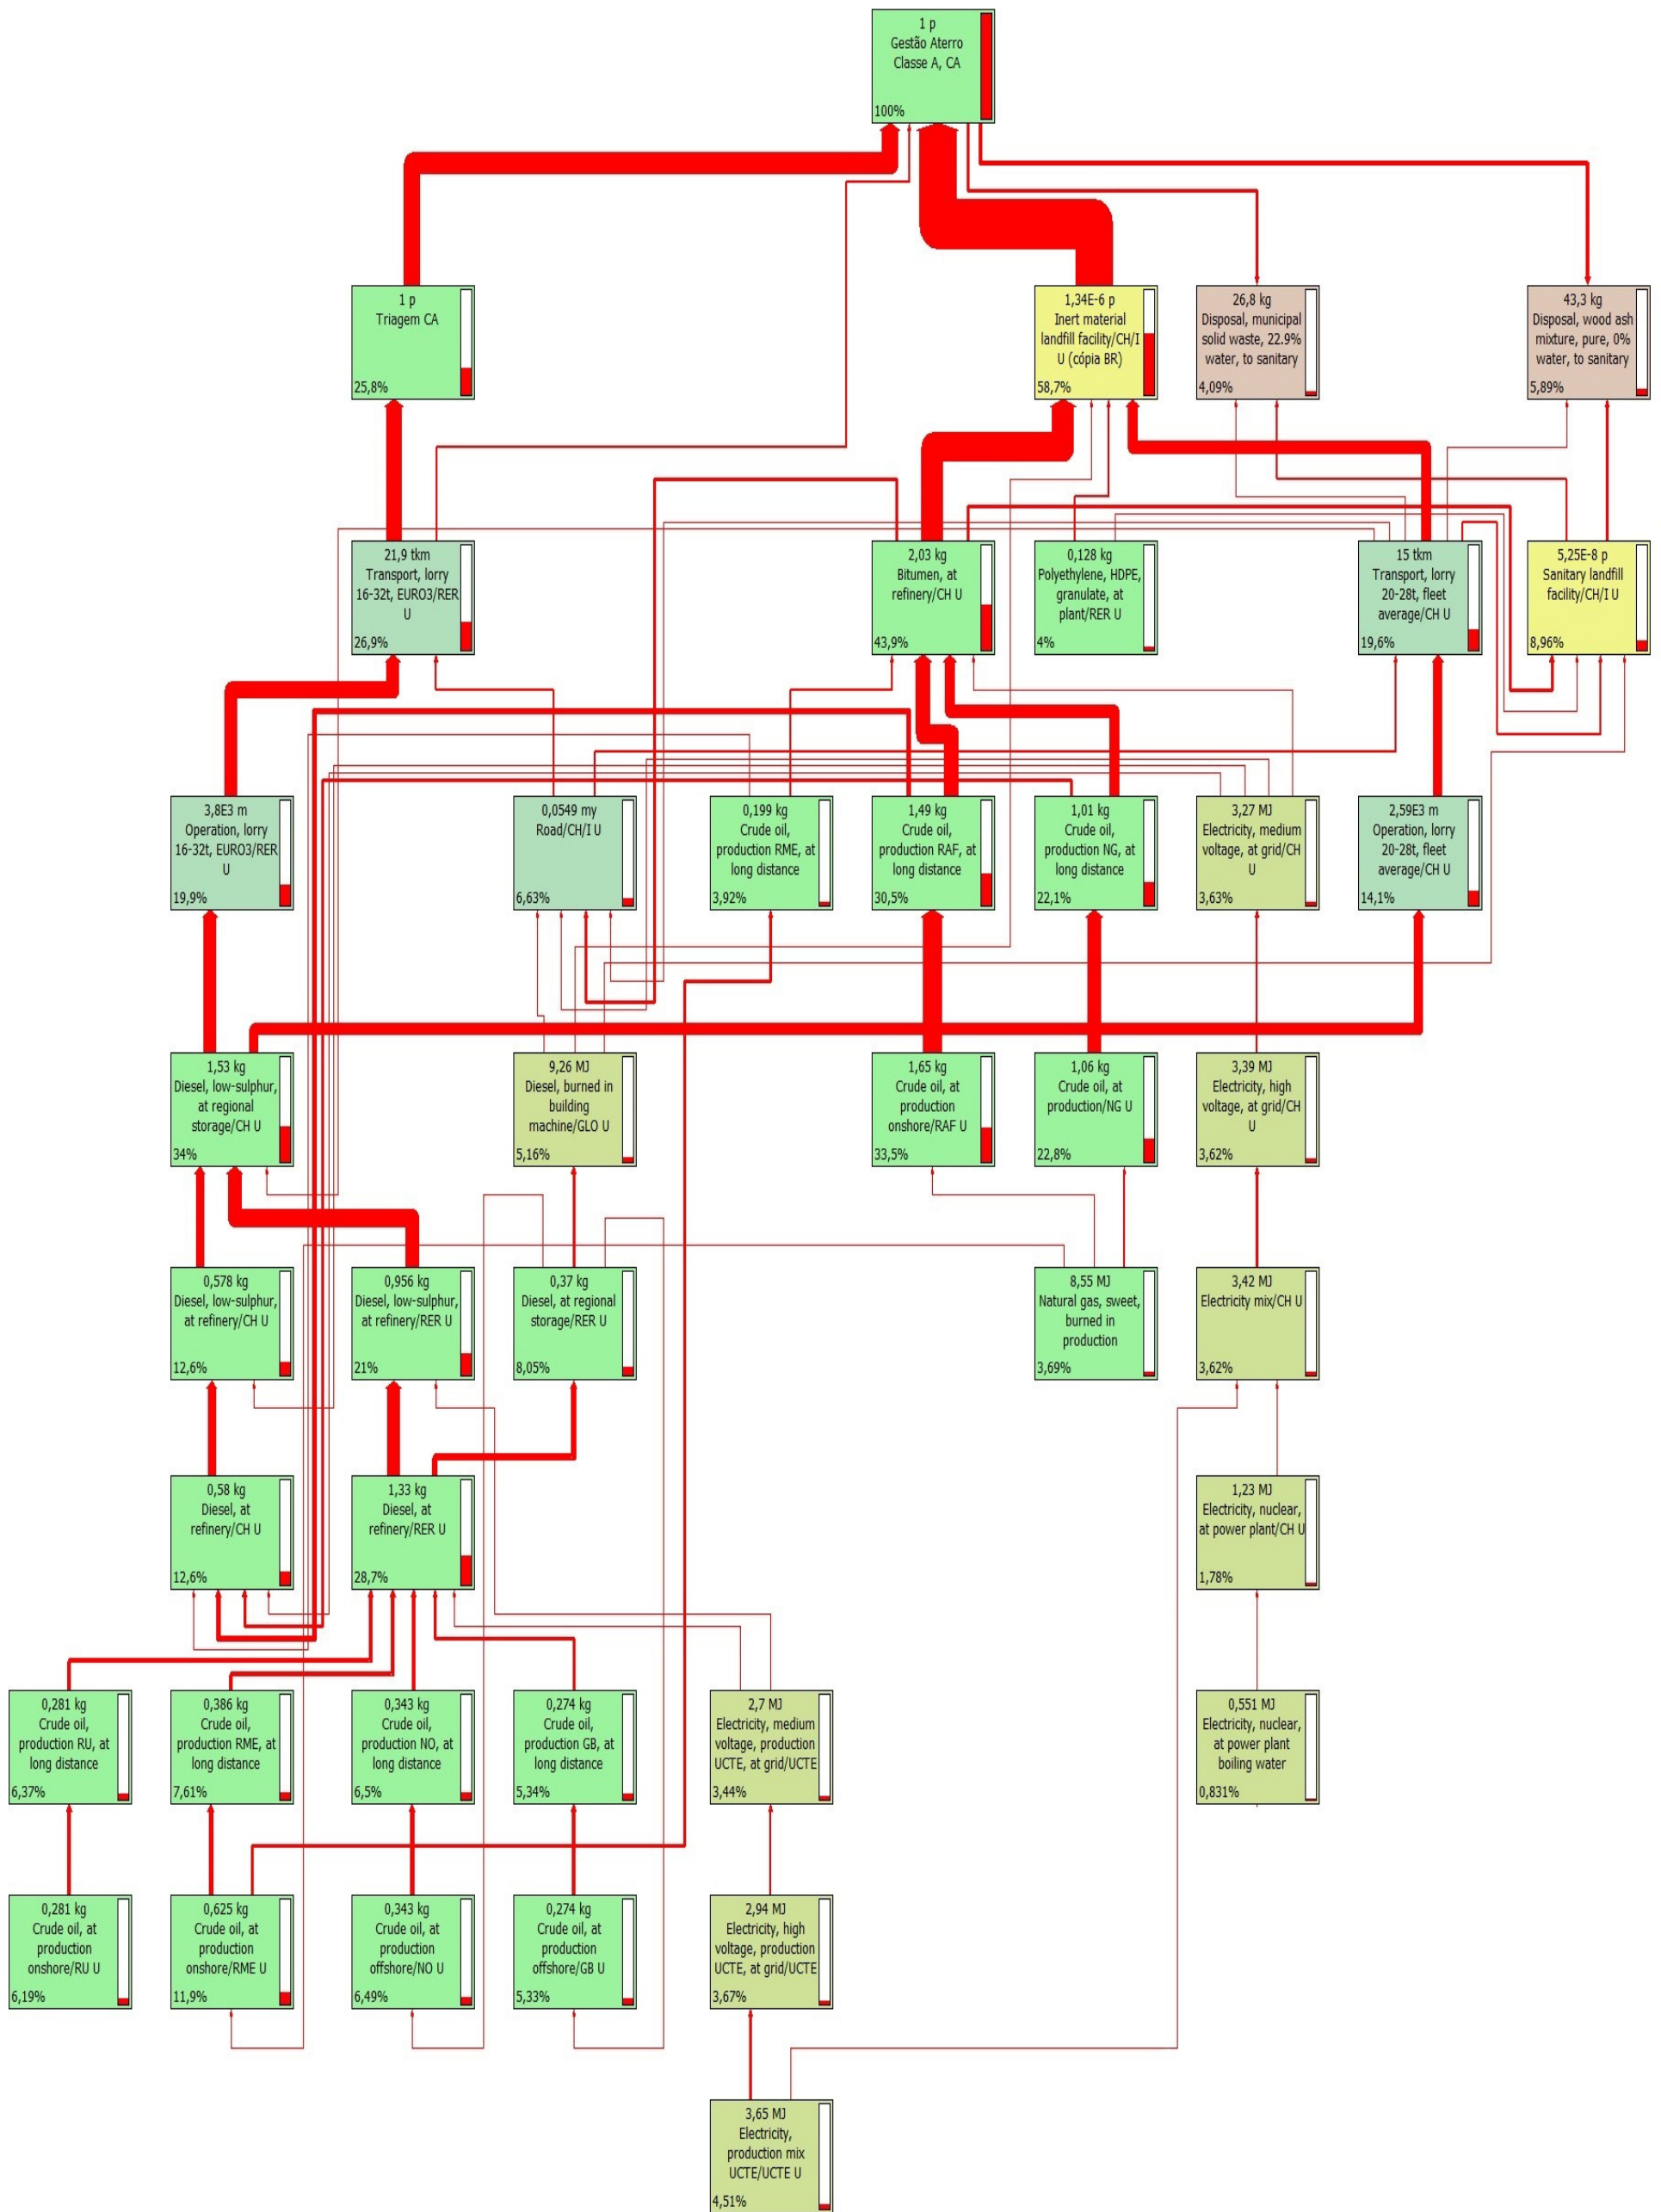 1 p
Gestão Aterro
Classe A, CA
100%
1 p
Triagem CA
25,8%
1,34E-6 p
Inert material
landfill facility/CH/I
U (cópia BR)
58,7%
26,8 kg
Disposal, municipal
solid waste, 22.9%
water, to sanitary
4,09%
43,3 kg
Disposal, wood ash
mixture, pure, 0%
water, to sanitary
5,89%
21,9 tkm
Transport, lorry
16-32t, EURO3/RER
U
26,9%
2,03 kg
Bitumen, at
refinery/CH U
43,9%
0,128 kg
Polyethylene, HDPE,
granulate, at
plant/RER U
4%
15 tkm
Transport, lorry
20-28t, fleet
average/CH U
19,6%
5,25E-8 p
Sanitary landfill
facility/CH/I U
8,96%
3,8E3 m
Operation, lorry
16-32t, EURO3/RER
U
19,9%
0,0549 my
Road/CH/I U
6,63%
0,199 kg
Crude oil,
production RME, at
long distance
3,92%
1,49 kg
Crude oil,
production RAF, at
long distance
30,5%
1,01 kg
Crude oil,
production NG, at
long distance
22,1%
3,27 MJ
Electricity, medium
voltage, at grid/CH
U
3,63%
2,59E3 m
Operation, lorry
20-28t, fleet
average/CH U
14,1%
1,53 kg
Diesel, low-sulphur,
at regional
storage/CH U
34%
9,26 MJ
Diesel, burned in
building
machine/GLO U
5,16%
1,65 kg
Crude oil, at
production
onshore/RAF U
33,5%
1,06 kg
Crude oil, at
production/NG U
22,8%
3,39 MJ
Electricity, high
voltage, at grid/CH
U
3,62%
0,578 kg
Diesel, low-sulphur,
at refinery/CH U
12,6%
0,956 kg
Diesel, low-sulphur,
at refinery/RER U
21%
0,37 kg
Diesel, at regional
storage/RER U
8,05%
8,55 MJ
Natural gas, sweet,
burned in
production
3,69%
3,42 MJ
Electricity mix/CH U
3,62%
0,58 kg
Diesel, at
refinery/CH U
12,6%
1,33 kg
Diesel, at
refinery/RER U
28,7%
1,23 MJ
Electricity, nuclear,
at power plant/CH U
1,78%
0,281 kg
Crude oil,
production RU, at
long distance
6,37%
0,386 kg
Crude oil,
production RME, at
long distance
7,61%
0,343 kg
Crude oil,
production NO, at
long distance
6,5%
0,274 kg
Crude oil,
production GB, at
long distance
5,34%
2,7 MJ
Electricity, medium
voltage, production
UCTE, at grid/UCTE
3,44%
0,551 MJ
Electricity, nuclear,
at power plant
boiling water
0,831%
0,281 kg
Crude oil, at
production
onshore/RU U
6,19%
0,625 kg
Crude oil, at
production
onshore/RME U
11,9%
0,343 kg
Crude oil, at
production
offshore/NO U
6,49%
0,274 kg
Crude oil, at
production
offshore/GB U
5,33%
2,94 MJ
Electricity, high
voltage, production
UCTE, at grid/UCTE
3,67%
3,65 MJ
Electricity,
production mix
UCTE/UCTE U
4,51%